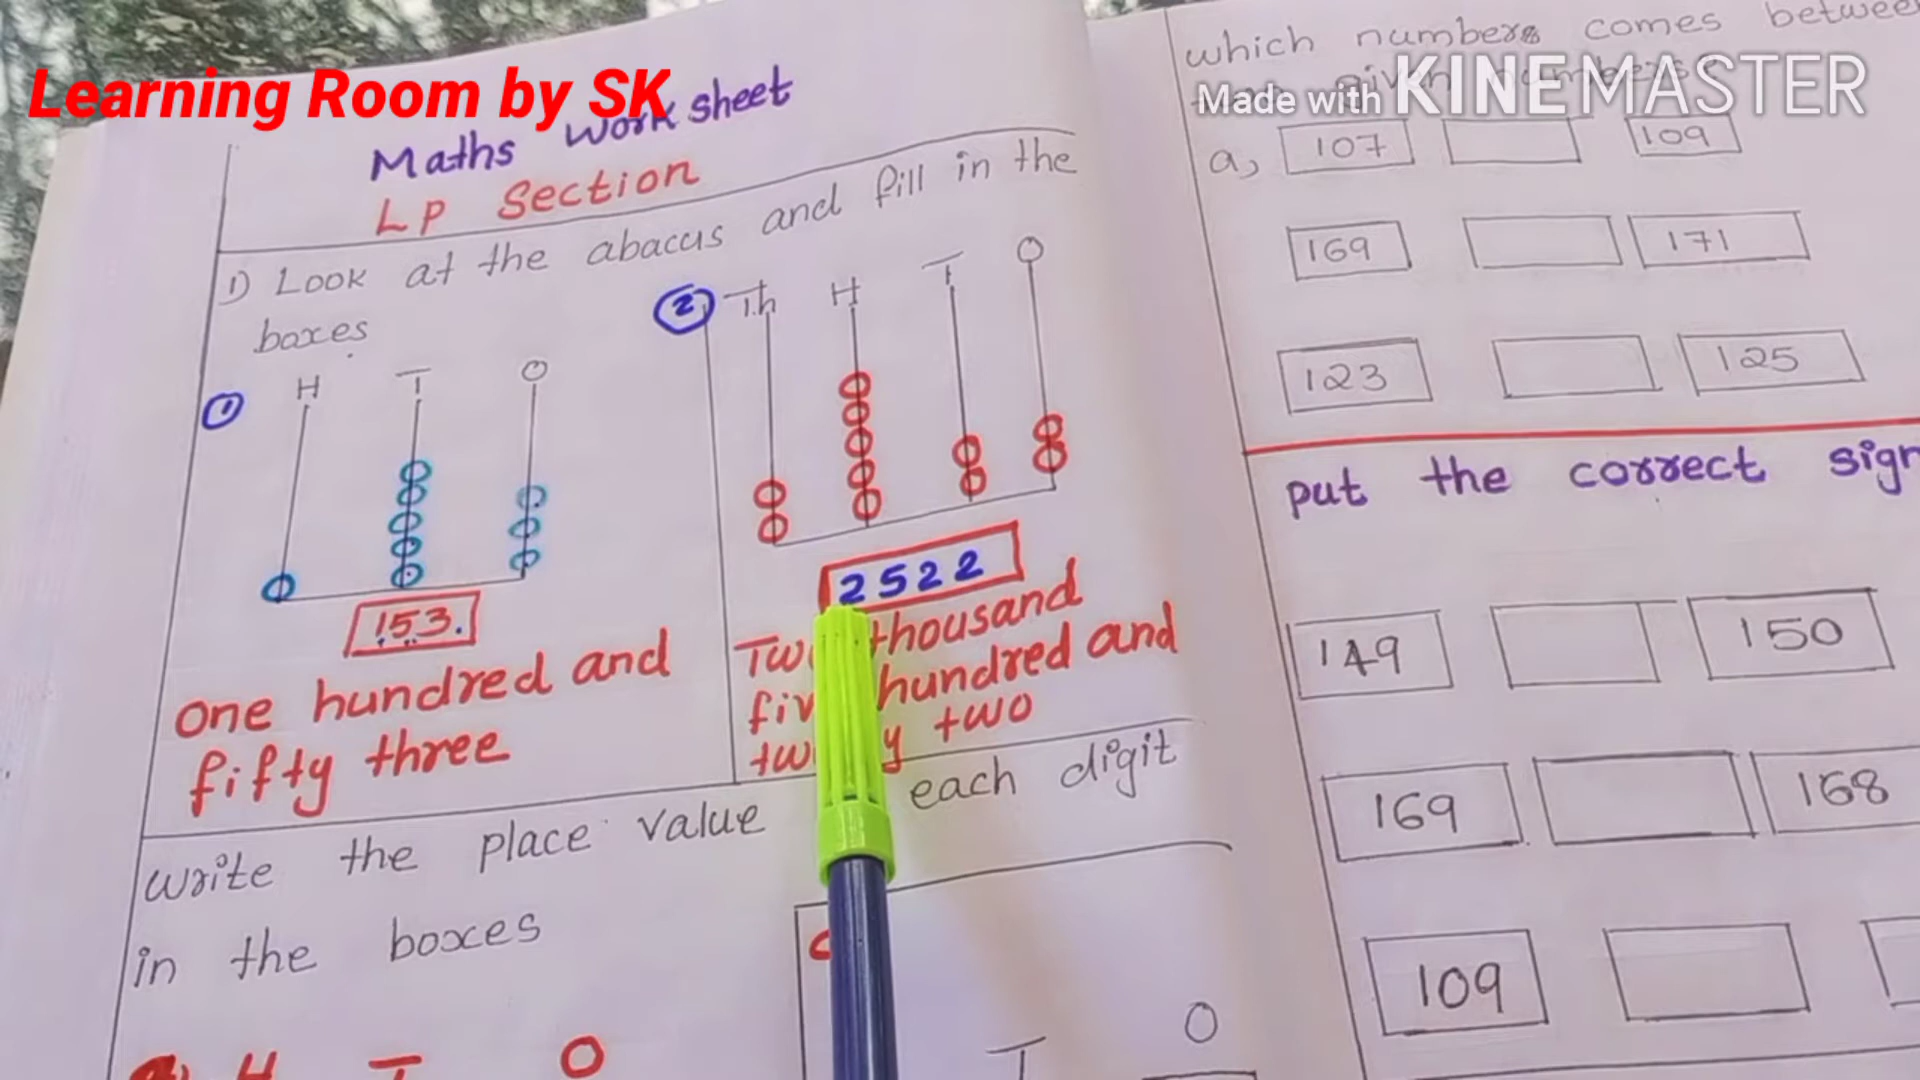 Learning Room by SK
Maths Work sheet
LP Section
1) Look at the abacus and fill in the
boxes
1
H T O
153.
One hundred and
fifty three
2
Th H T O
2522
thousand
hundred and
two
write the place value each digit
in the boxes
H T O
T O
which numbers comes
Made with KINEMASTER
given numbers
a, 107 109
169 171
123 125
put the correct
149 150
169 168
109